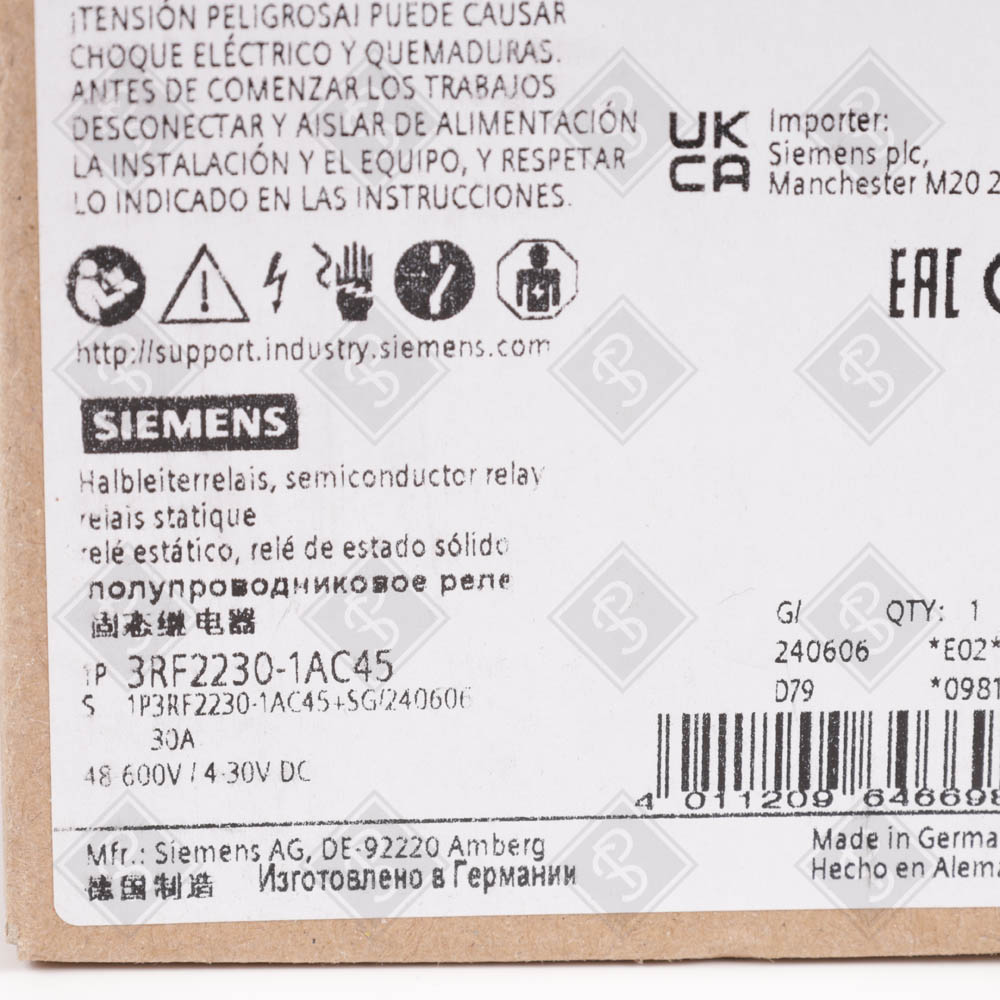 ¡TENSIÓN PELIGROSA! PUEDE CAUSAR
CHOQUE ELÉCTRICO Y QUEMADURAS.
ANTES DE COMENZAR LOS TRABAJOS
DESCONECTAR Y AISLAR DE ALIMENTACIÓN
LA INSTALACIÓN Y EL EQUIPO, Y RESPETAR
LO INDICADO EN LAS INSTRUCCIONES.
UK
CA
Importer:
Siemens plc,
Manchester M20 2
EAC
http://support.industry.siemens.com
SIEMENS
Halbleiterrelais, semiconductor relay
relais statique
relé estático, relé de estado sólido
полупроводниковое реле
固态继电器
1P 3RF2230-1AC45
S 1P3RF2230-1AC45+SG/240606
30A
48-600V / 4-30V DC
G/ QTY: 1
240606 *E02*
D79 *0981
4 011209 646698
Mfr.: Siemens AG, DE-92220 Amberg
德国制造 Изготовлено в Германии
Made in Germa
Hecho en Alema